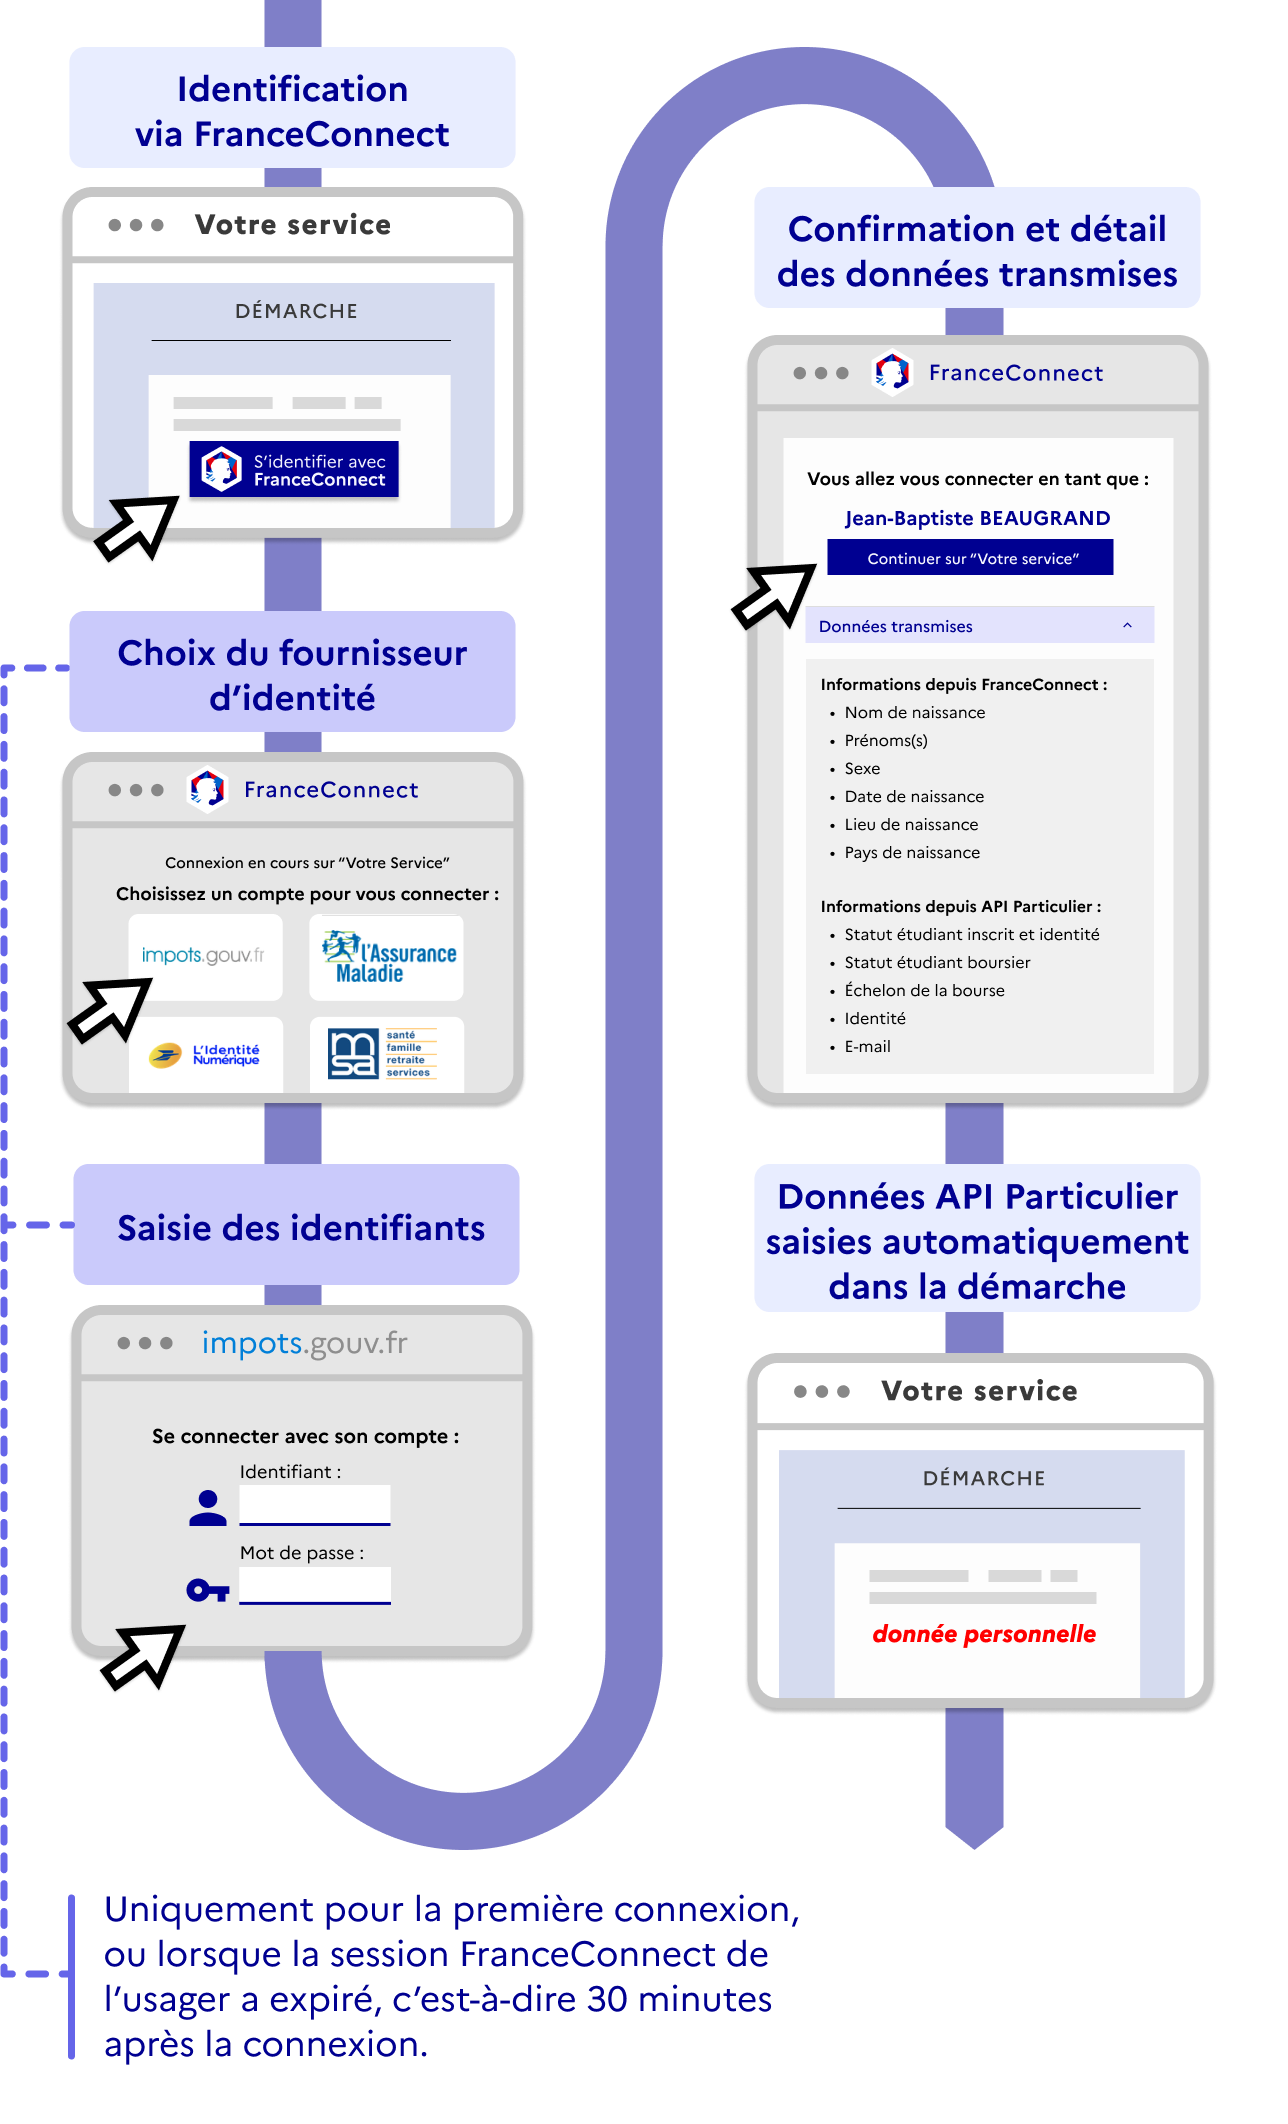 Identification
via FranceConnect
Votre service
DÉMARCHE
S’identifier avec
FranceConnect
Choix du fournisseur
d’identité
FranceConnect
Connexion en cours sur “Votre Service”
Choisissez un compte pour vous connecter :
impots.gouv.fr
l’Assurance
Maladie
L’Identité
Numérique
msa
santé
famille
retraite
services
Saisie des identifiants
impots.gouv.fr
Se connecter avec son compte :
Identifiant :
Mot de passe :
Confirmation et détail
des données transmises
FranceConnect
Vous allez vous connecter en tant que :
Jean-Baptiste BEAUGRAND
Continuer sur “Votre service”
Données transmises
Informations depuis FranceConnect :
• Nom de naissance
• Prénoms(s)
• Sexe
• Date de naissance
• Lieu de naissance
• Pays de naissance
Informations depuis API Particulier :
• Statut étudiant inscrit et identité
• Statut étudiant boursier
• Échelon de la bourse
• Identité
• E-mail
Données API Particulier
saisies automatiquement
dans la démarche
Votre service
DÉMARCHE
donnée personnelle
Uniquement pour la première connexion,
ou lorsque la session FranceConnect de
l’usager a expiré, c’est-à-dire 30 minutes
après la connexion.